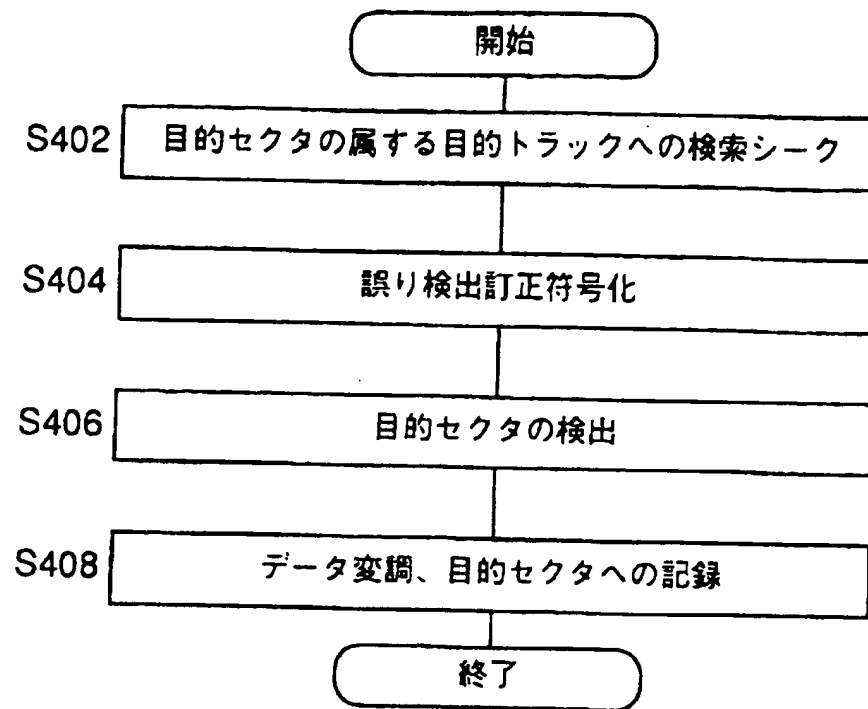 開始
S402 目的セクタの属する目的トラックへの検索シーク
S404 誤り検出訂正符号化
S406 目的セクタの検出
S408 データ変調、目的セクタへの記録
終了